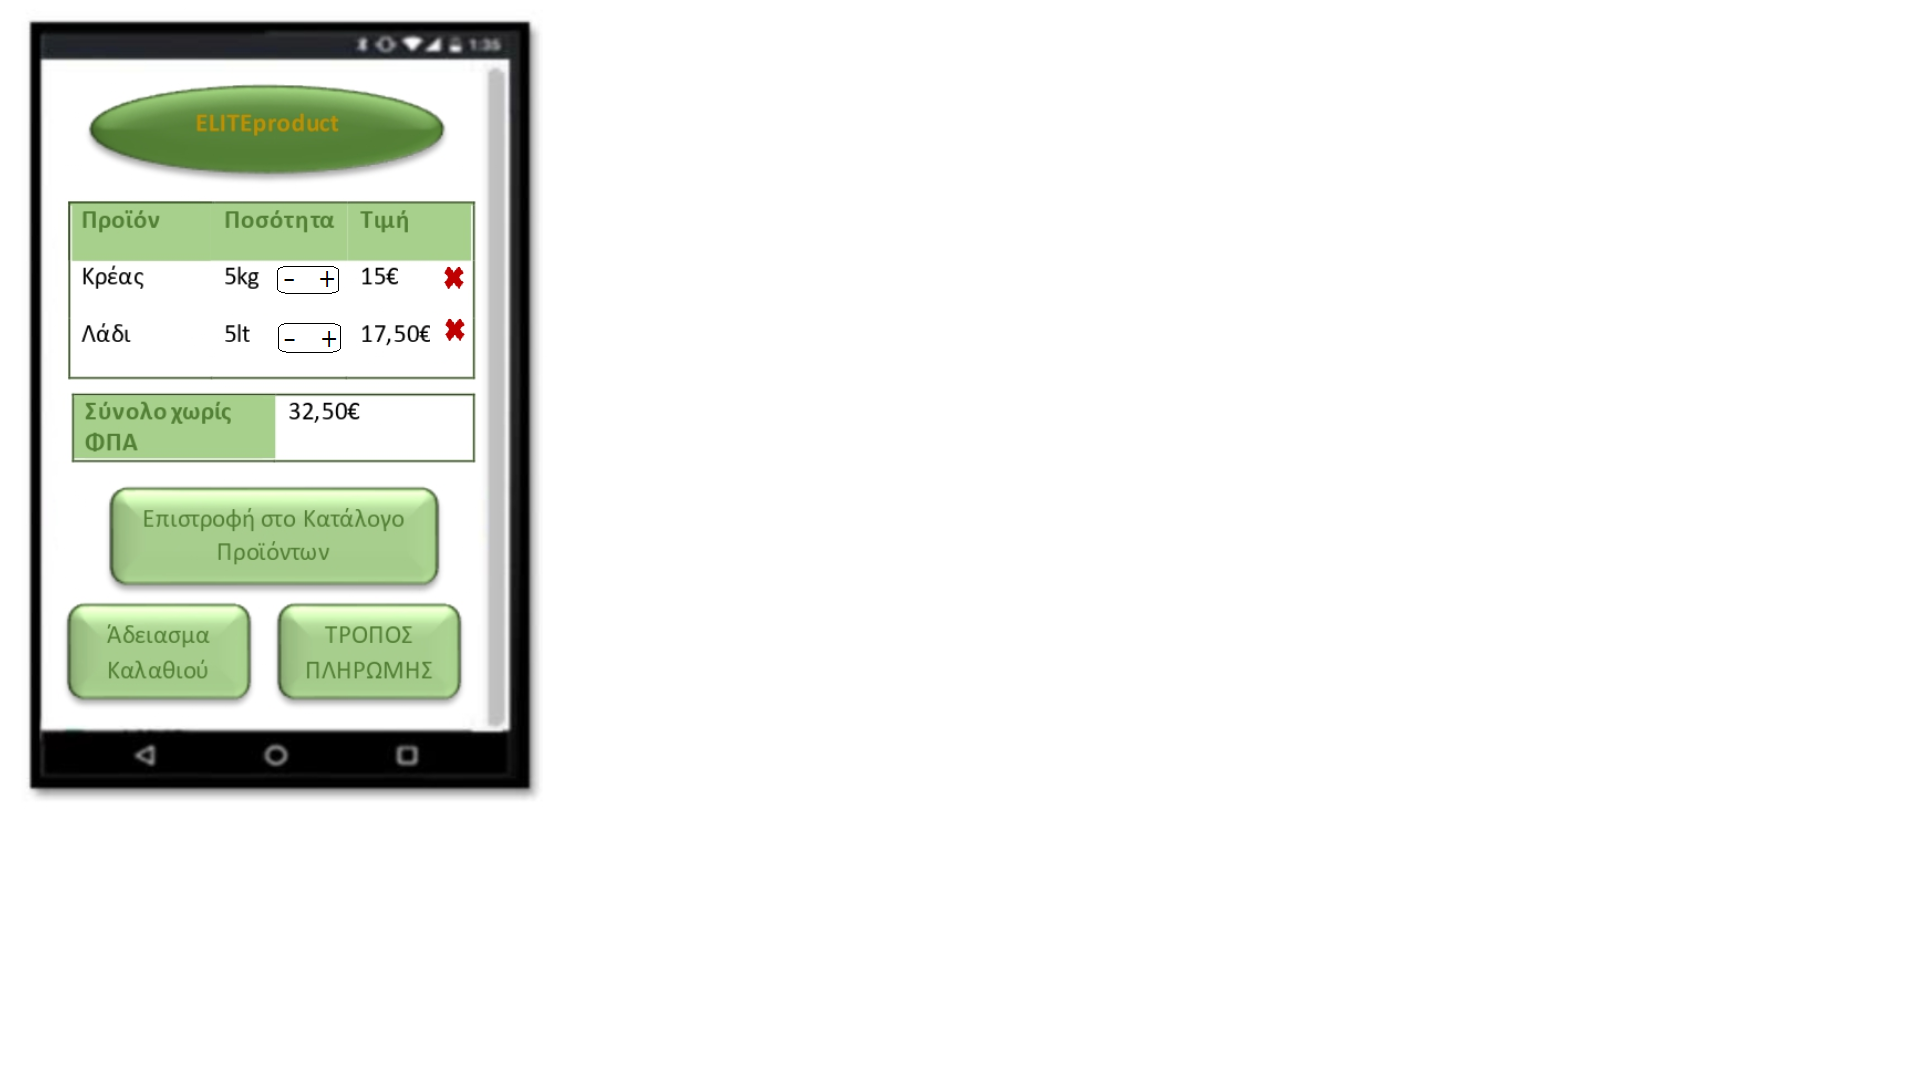 1:35
ELITEproduct
Προϊόν Ποσότητα Τιμή
Κρέας 5kg - + 15€ ✖
Λάδι 5lt - + 17,50€ ✖
Σύνολο χωρίς 32,50€
ΦΠΑ
Επιστροφή στο Κατάλογο
Προϊόντων
Άδειασμα
Καλαθιού
ΤΡΟΠΟΣ
ΠΛΗΡΩΜΗΣ